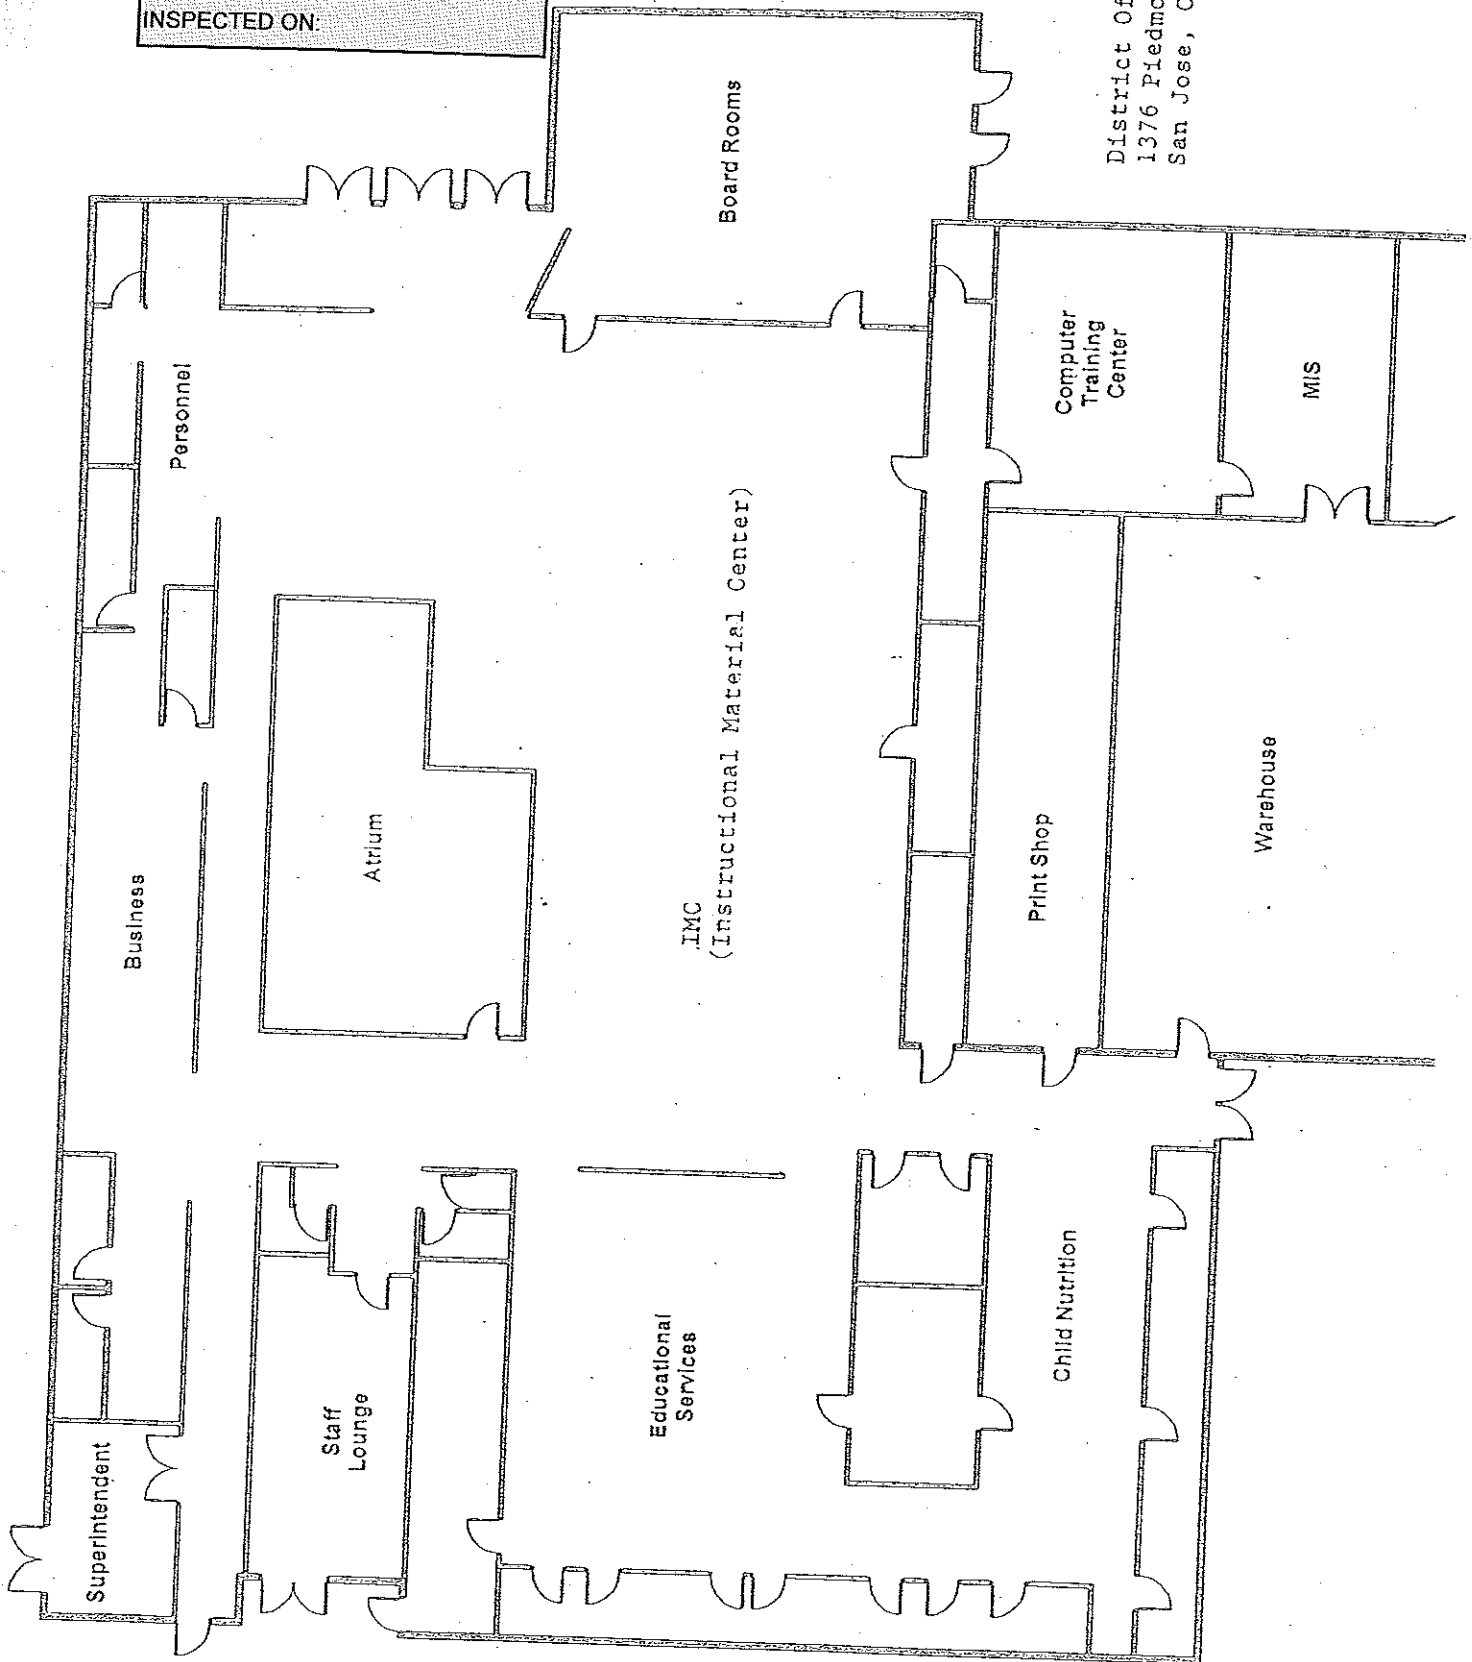 INSPECTED ON:
District Of
1376 Piedmo
San Jose, C
Board Rooms
Personnel
Computer
Training
Center
MIS
IMC
(Instructional Material Center)
Business
Atrium
Print Shop
Warehouse
Superintendent
Staff
Lounge
Educational
Services
Child Nutrition